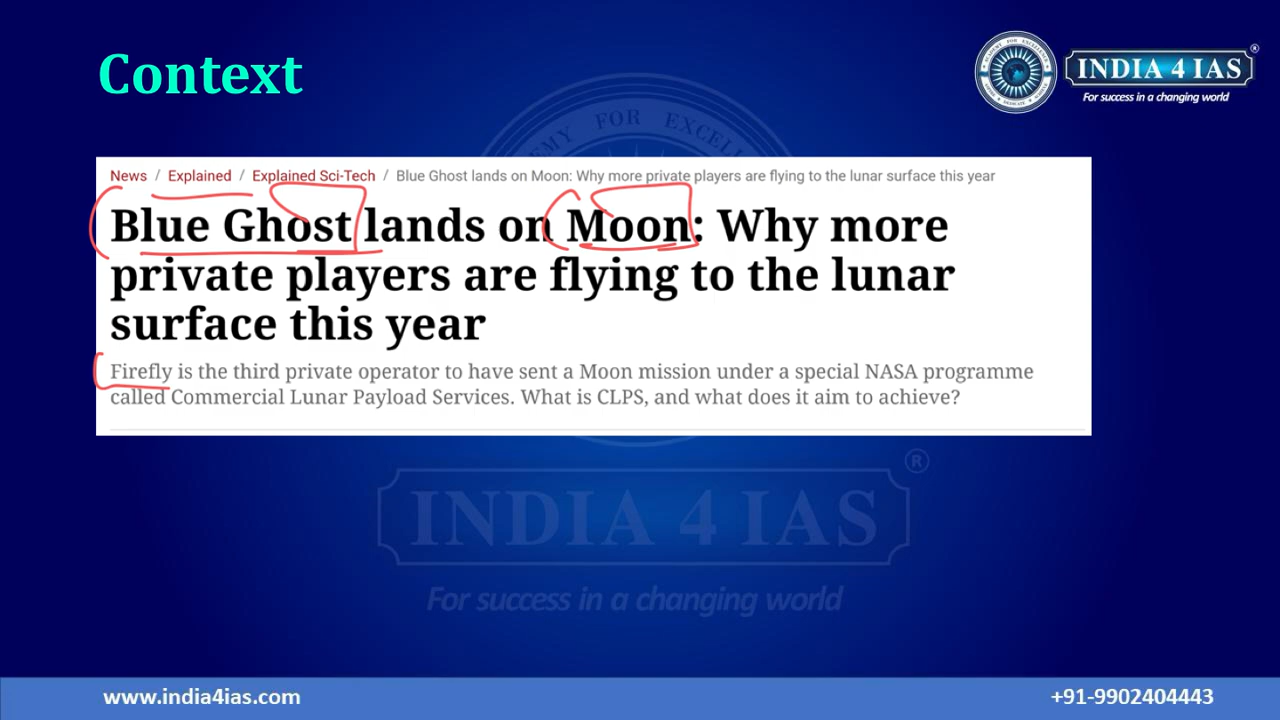 Context
INDIA 4 IAS
®
For success in a changing world
News / Explained / Explained Sci-Tech / Blue Ghost lands on Moon: Why more private players are flying to the lunar surface this year
Blue Ghost lands on Moon: Why more
private players are flying to the lunar
surface this year
Firefly is the third private operator to have sent a Moon mission under a special NASA programme
called Commercial Lunar Payload Services. What is CLPS, and what does it aim to achieve?
INDIA 4 IAS
®
For success in a changing world
www.india4ias.com
+91-9902404443